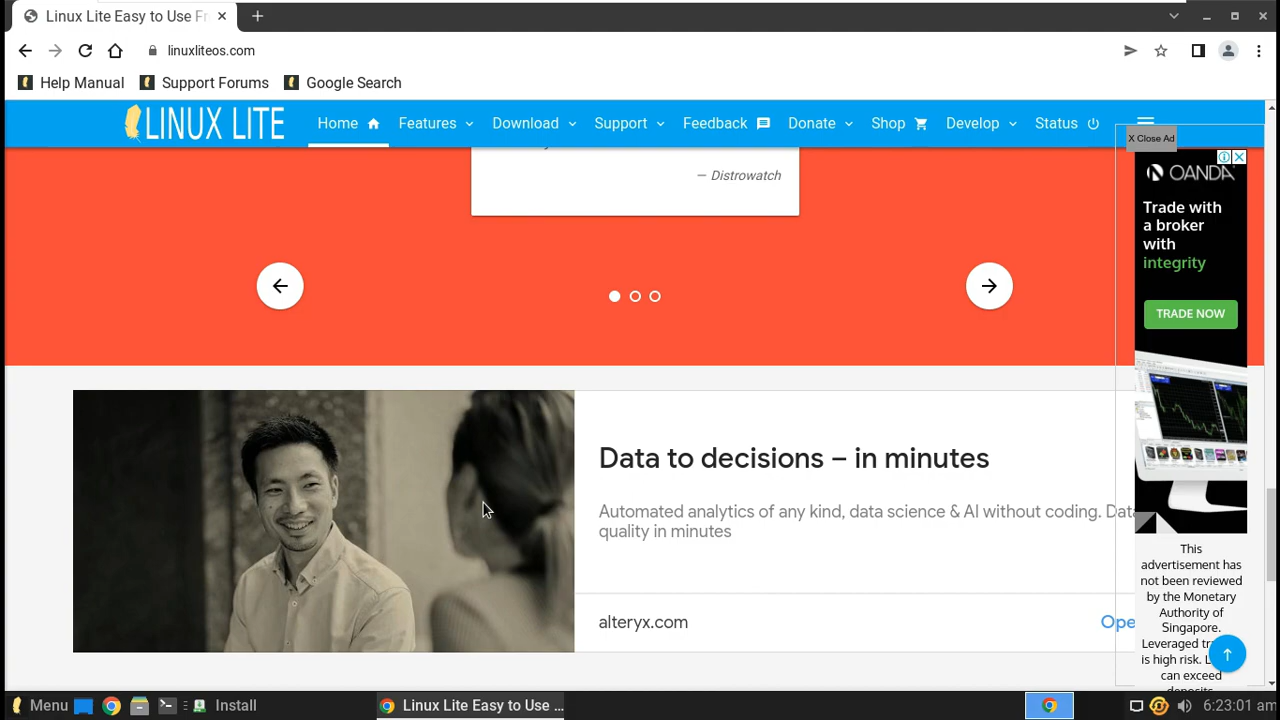 Linux Lite Easy to Use Fr
linuxliteos.com
Help Manual Support Forums Google Search
LINUX LITE Home Features Download Support Feedback Donate Shop Develop Status
X Close Ad
— Distrowatch
OANDA
Trade with
a broker
with
integrity
TRADE NOW
Data to decisions – in minutes
Automated analytics of any kind, data science & AI without coding. Data
quality in minutes
alteryx.com Ope
This
advertisement has
not been reviewed
by the Monetary
Authority of
Singapore.
Leveraged tr
is high risk. L
can exceed
deposits
Menu Install Linux Lite Easy to Use ... 6:23:01 am